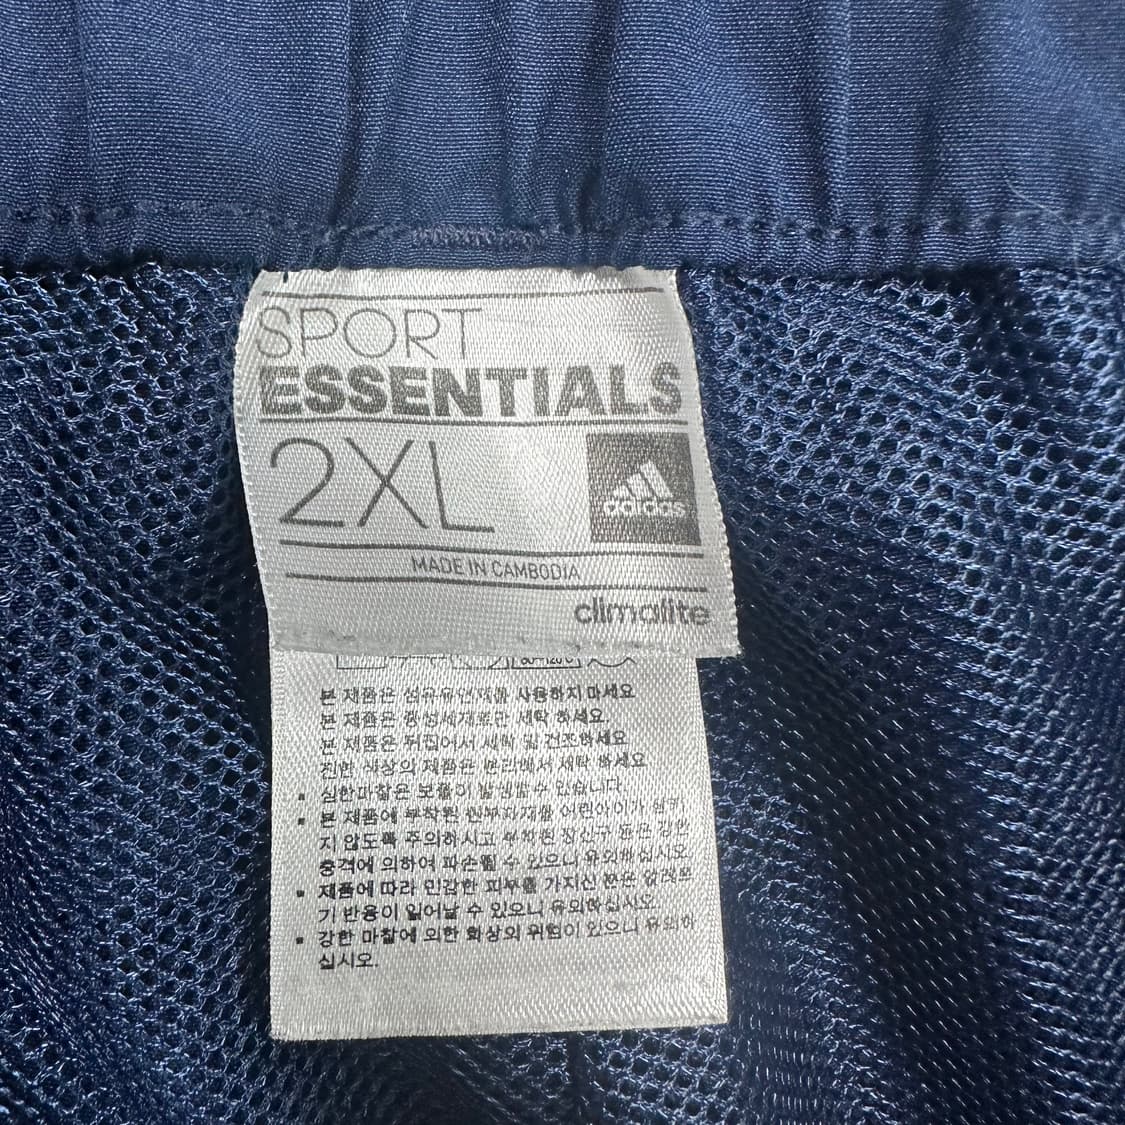 SPORT
ESSENTIALS
2XL
adidas
MADE IN CAMBODIA
climalite
본 제품은 섬유유연제를 사용하지 마세요
본 제품은 중성세제로만 세탁 하세요.
본 제품은 뒤집어서 세탁 및 건조하세요
진한 색상의 제품은 분리해서 세탁 하세요
▪ 심한마찰은 보풀이 발생할수 있습니다.
▪ 본 제품에 부착된 원부자재를 어린아이가 삼키
지 않도록 주의하시고 부착된 장신구 등은 강한
충격에 의하여 파손될 수 있으니 유의하십시오.
▪ 제품에 따라 민감한 피부를 가지신 분은 알레르
기 반응이 일어날 수 있으니 유의하십시오.
▪ 강한 마찰에 의한 화상의 위험이 있으니 유의하
십시오.